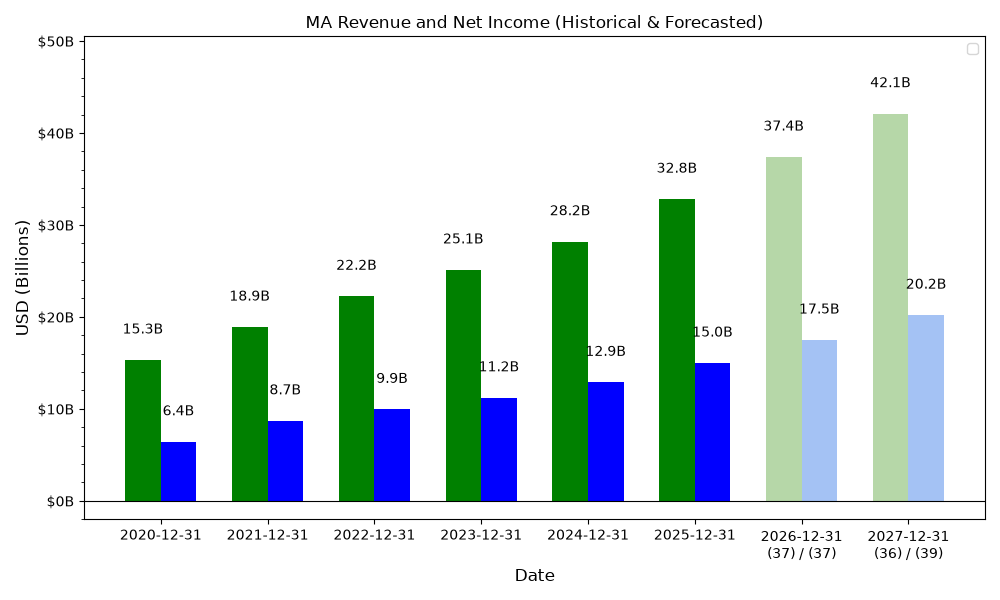 MA Revenue and Net Income (Historical & Forecasted)
$50B
$40B
$30B
$20B
$10B
$0B
USD (Billions)
15.3B
6.4B
18.9B
8.7B
22.2B
9.9B
25.1B
11.2B
28.2B
12.9B
32.8B
15.0B
37.4B
17.5B
42.1B
20.2B
2020-12-31
2021-12-31
2022-12-31
2023-12-31
2024-12-31
2025-12-31
2026-12-31
(37) / (37)
2027-12-31
(36) / (39)
Date